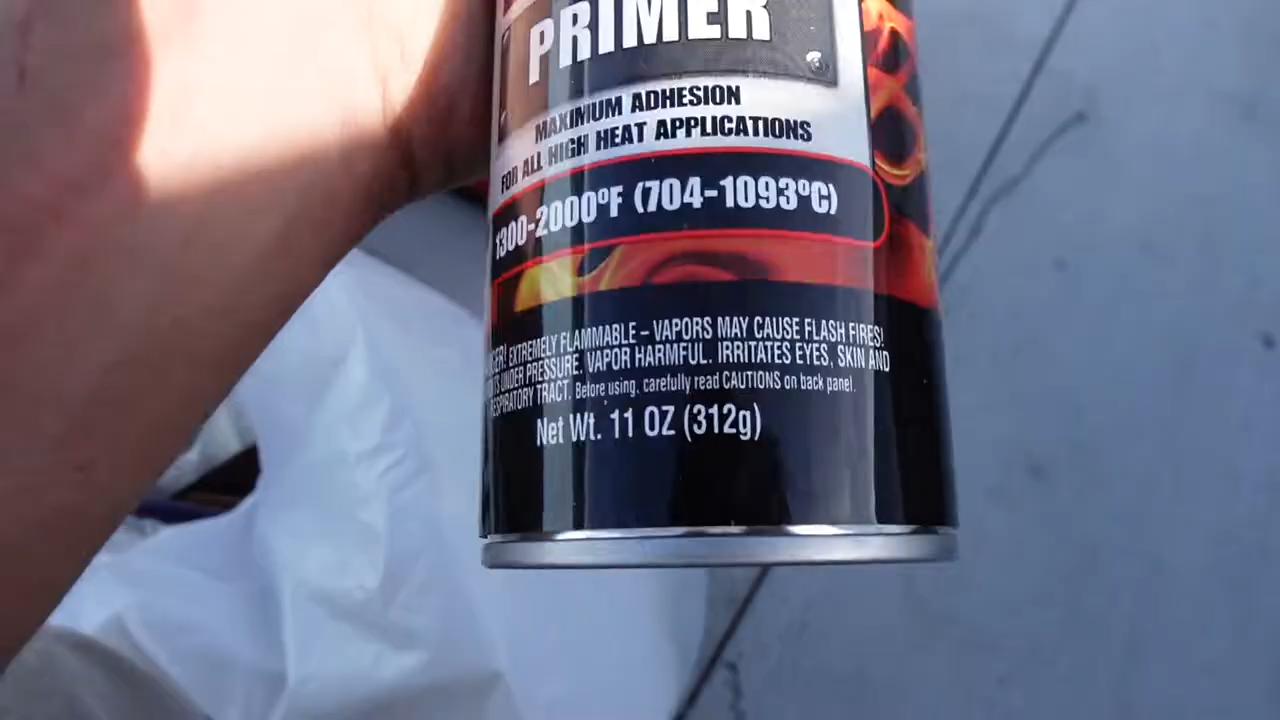 PRIMER
MAXIMUM ADHESION
FOR ALL HIGH HEAT APPLICATIONS
1300-2000ºF (704-1093ºC)
EXTREMELY FLAMMABLE – VAPORS MAY CAUSE FLASH FIRES!
UNDER PRESSURE. VAPOR HARMFUL. IRRITATES EYES, SKIN AND
RESPIRATORY TRACT. Before using, carefully read CAUTIONS on back panel.
Net Wt. 11 OZ (312g)